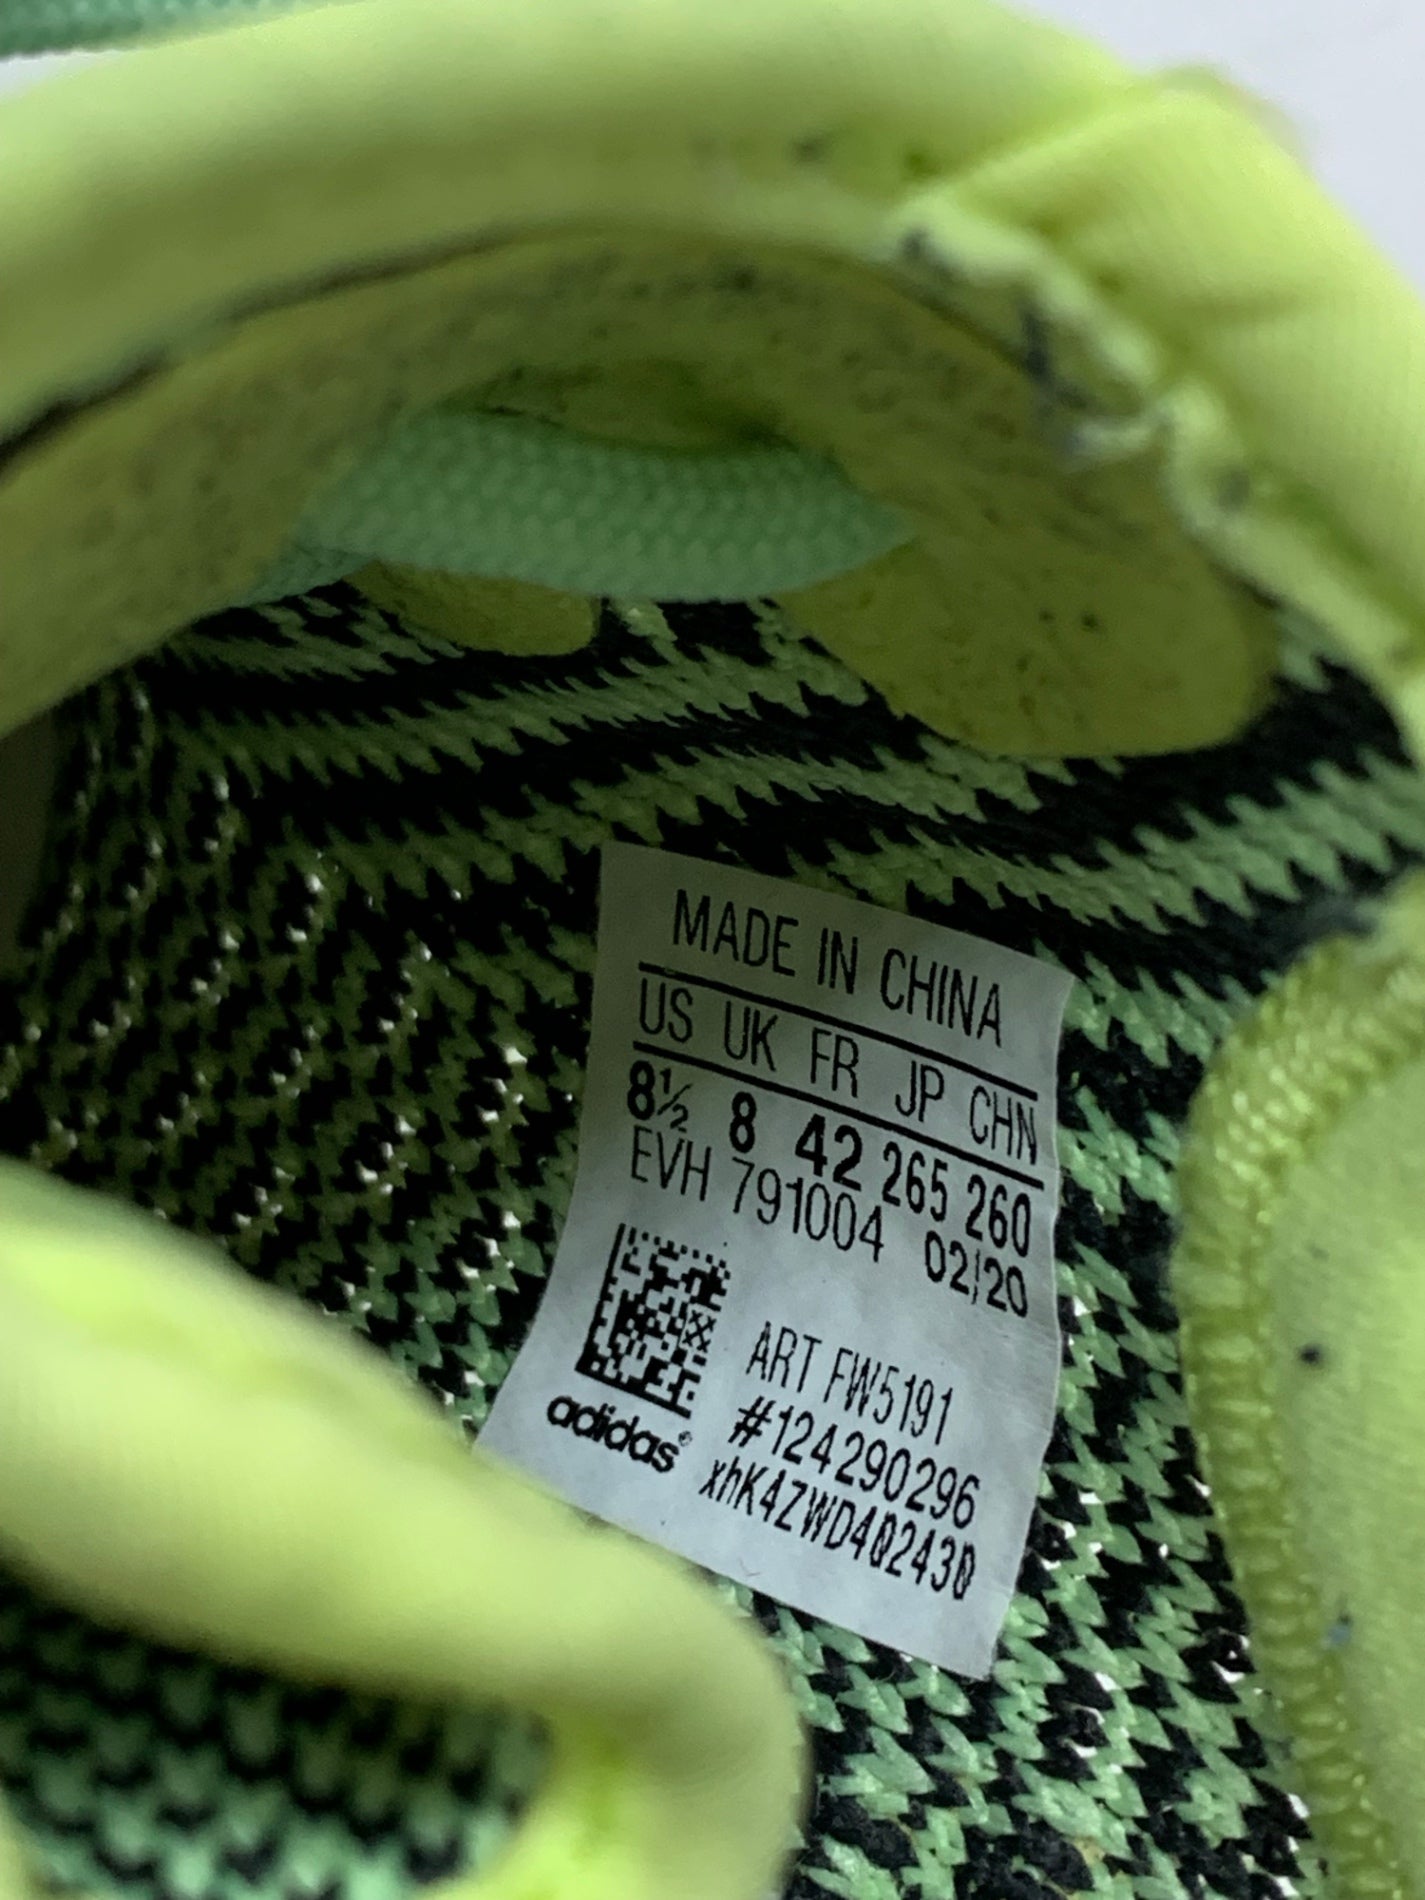 MADE IN CHINA
US UK FR JP CHN
8½ 8 42 265 260
EVH 791004 02/20
ART FW5191
#124290296
adidas®
xhK4ZWD402430